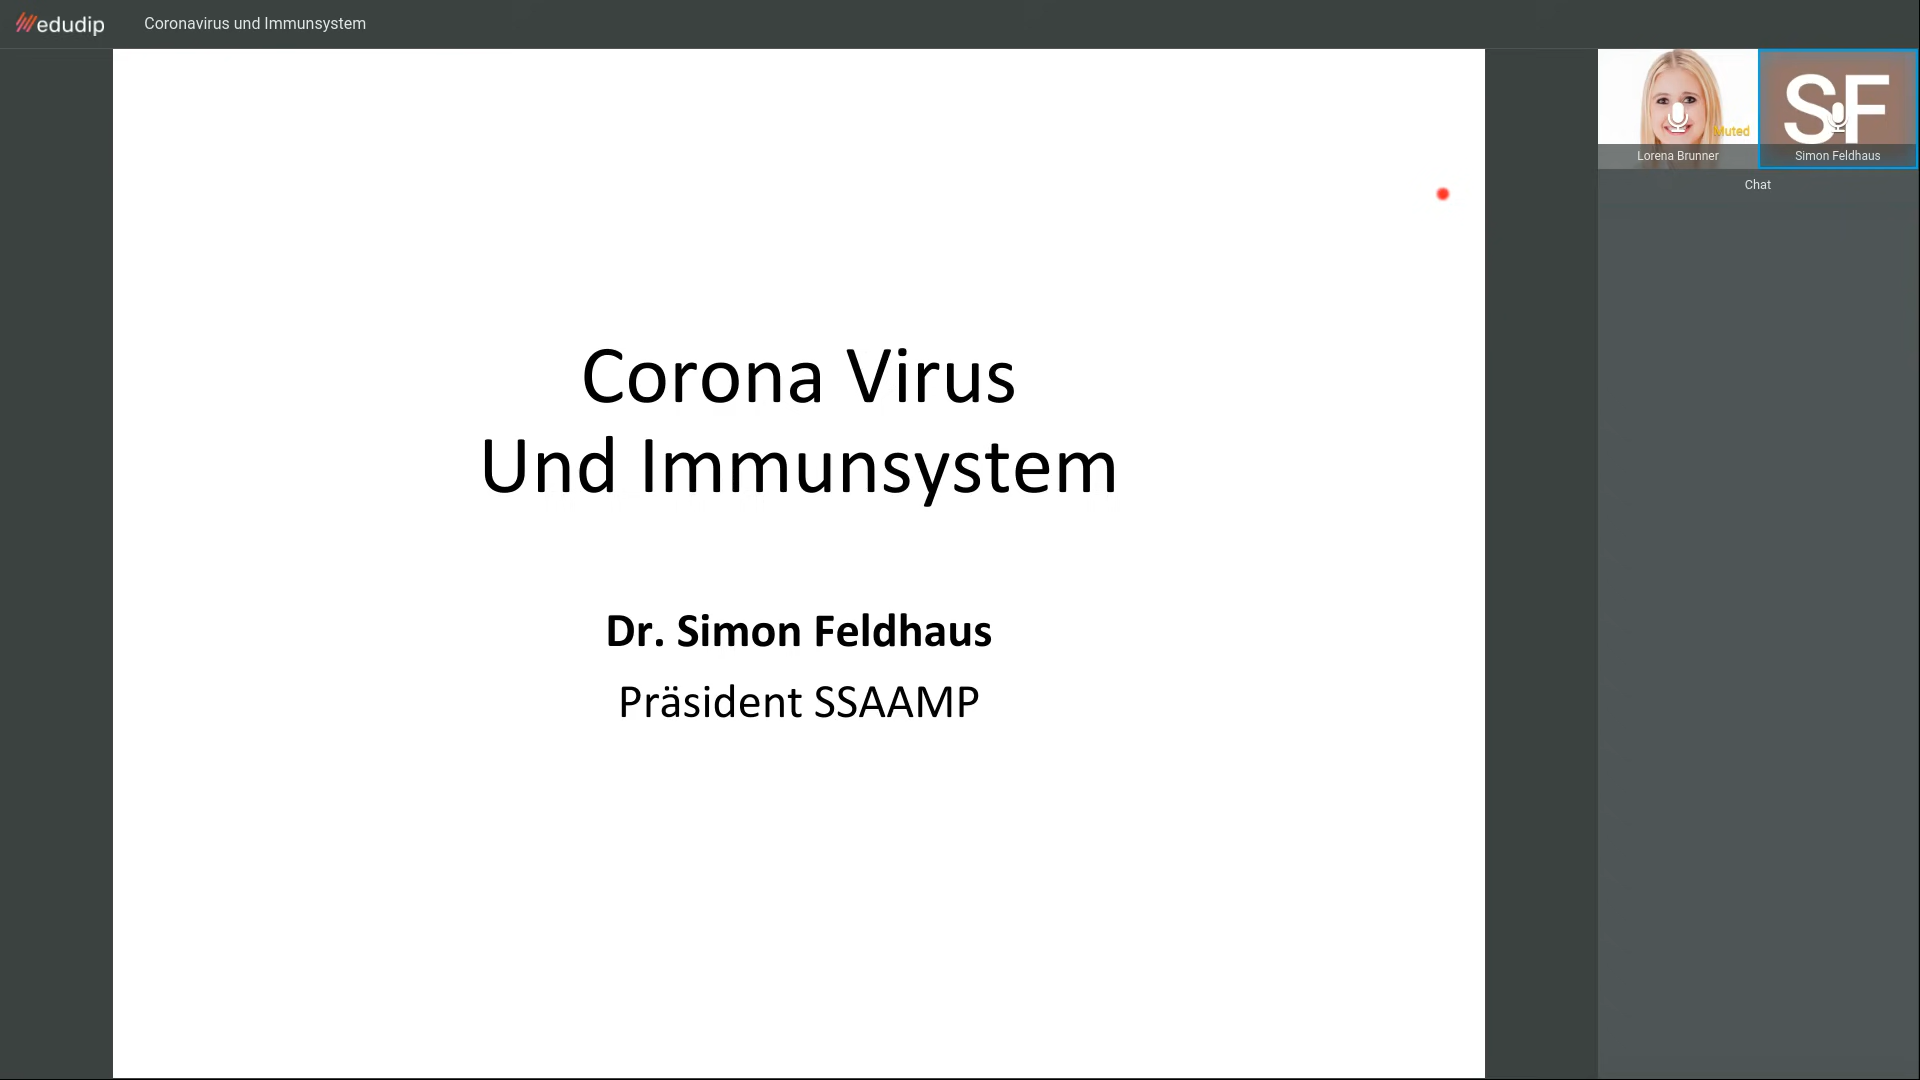 edudip
Coronavirus und Immunsystem
Corona Virus
Und Immunsystem
Dr. Simon Feldhaus
Präsident SSAAMP
Muted
Lorena Brunner
SF
Simon Feldhaus
Chat